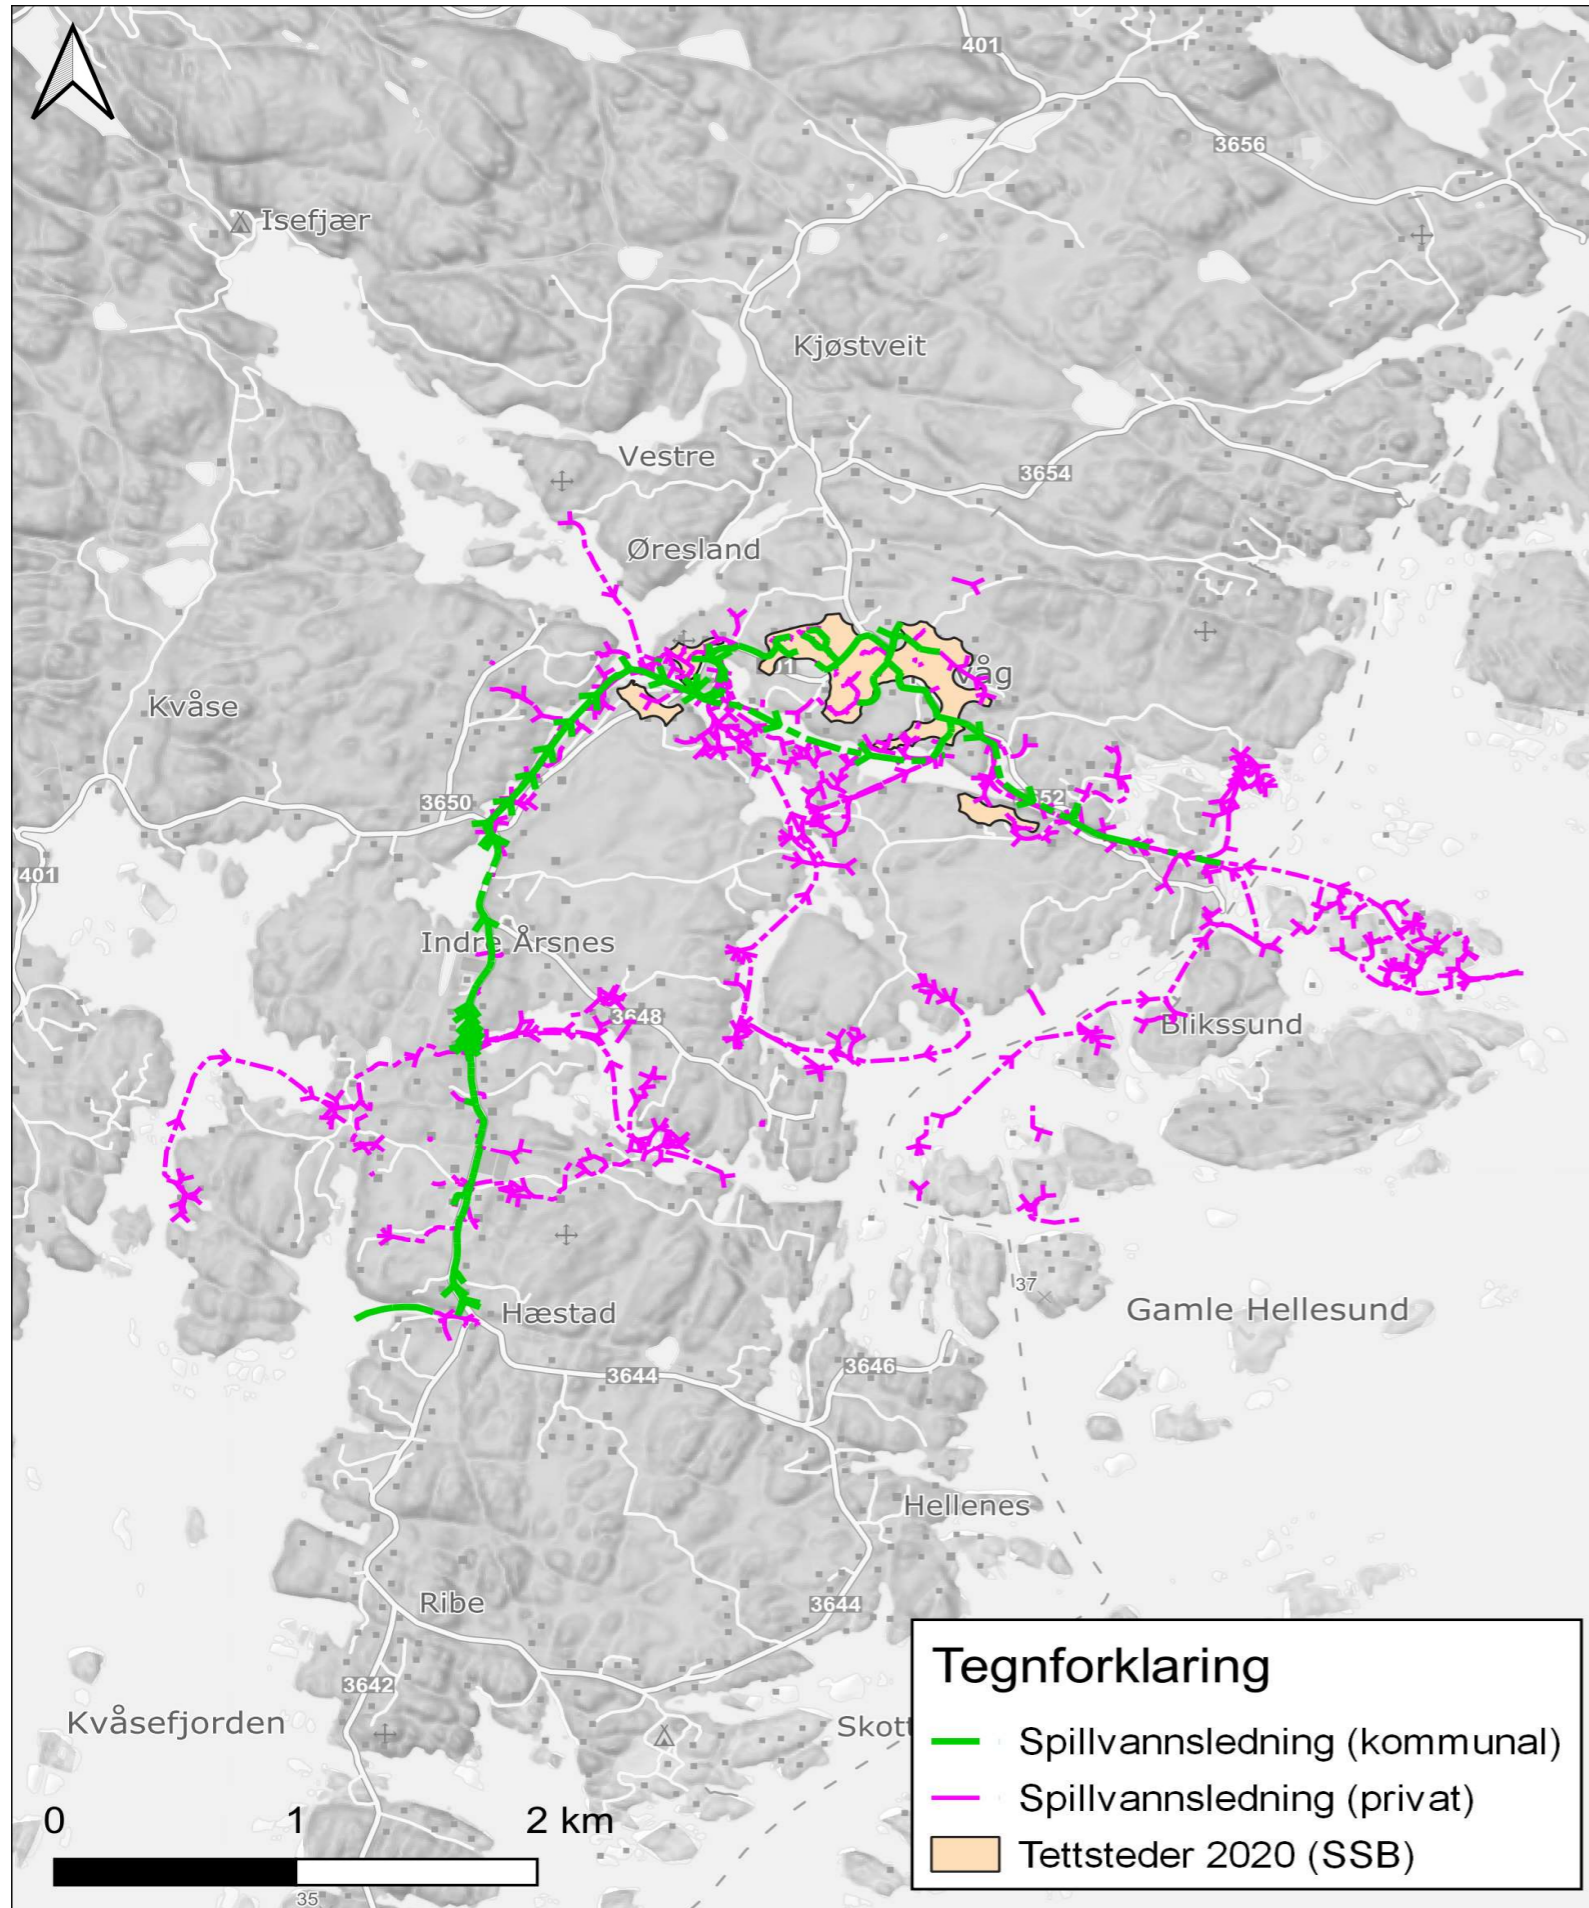 401
3656
Isefjær
Kjøstveit
Vestre
3654
Øresland
våg
Kvåse
3650
401
Indre Årsnes
3648
Blikssund
37
Hæstad
Gamle Hellesund
3644
3646
Hellenes
Ribe
3644
3642
Kvåsefjorden
Skott
Tegnforklaring
Spillvannsledning (kommunal)
Spillvannsledning (privat)
Tettsteder 2020 (SSB)
0 1 2 km
35